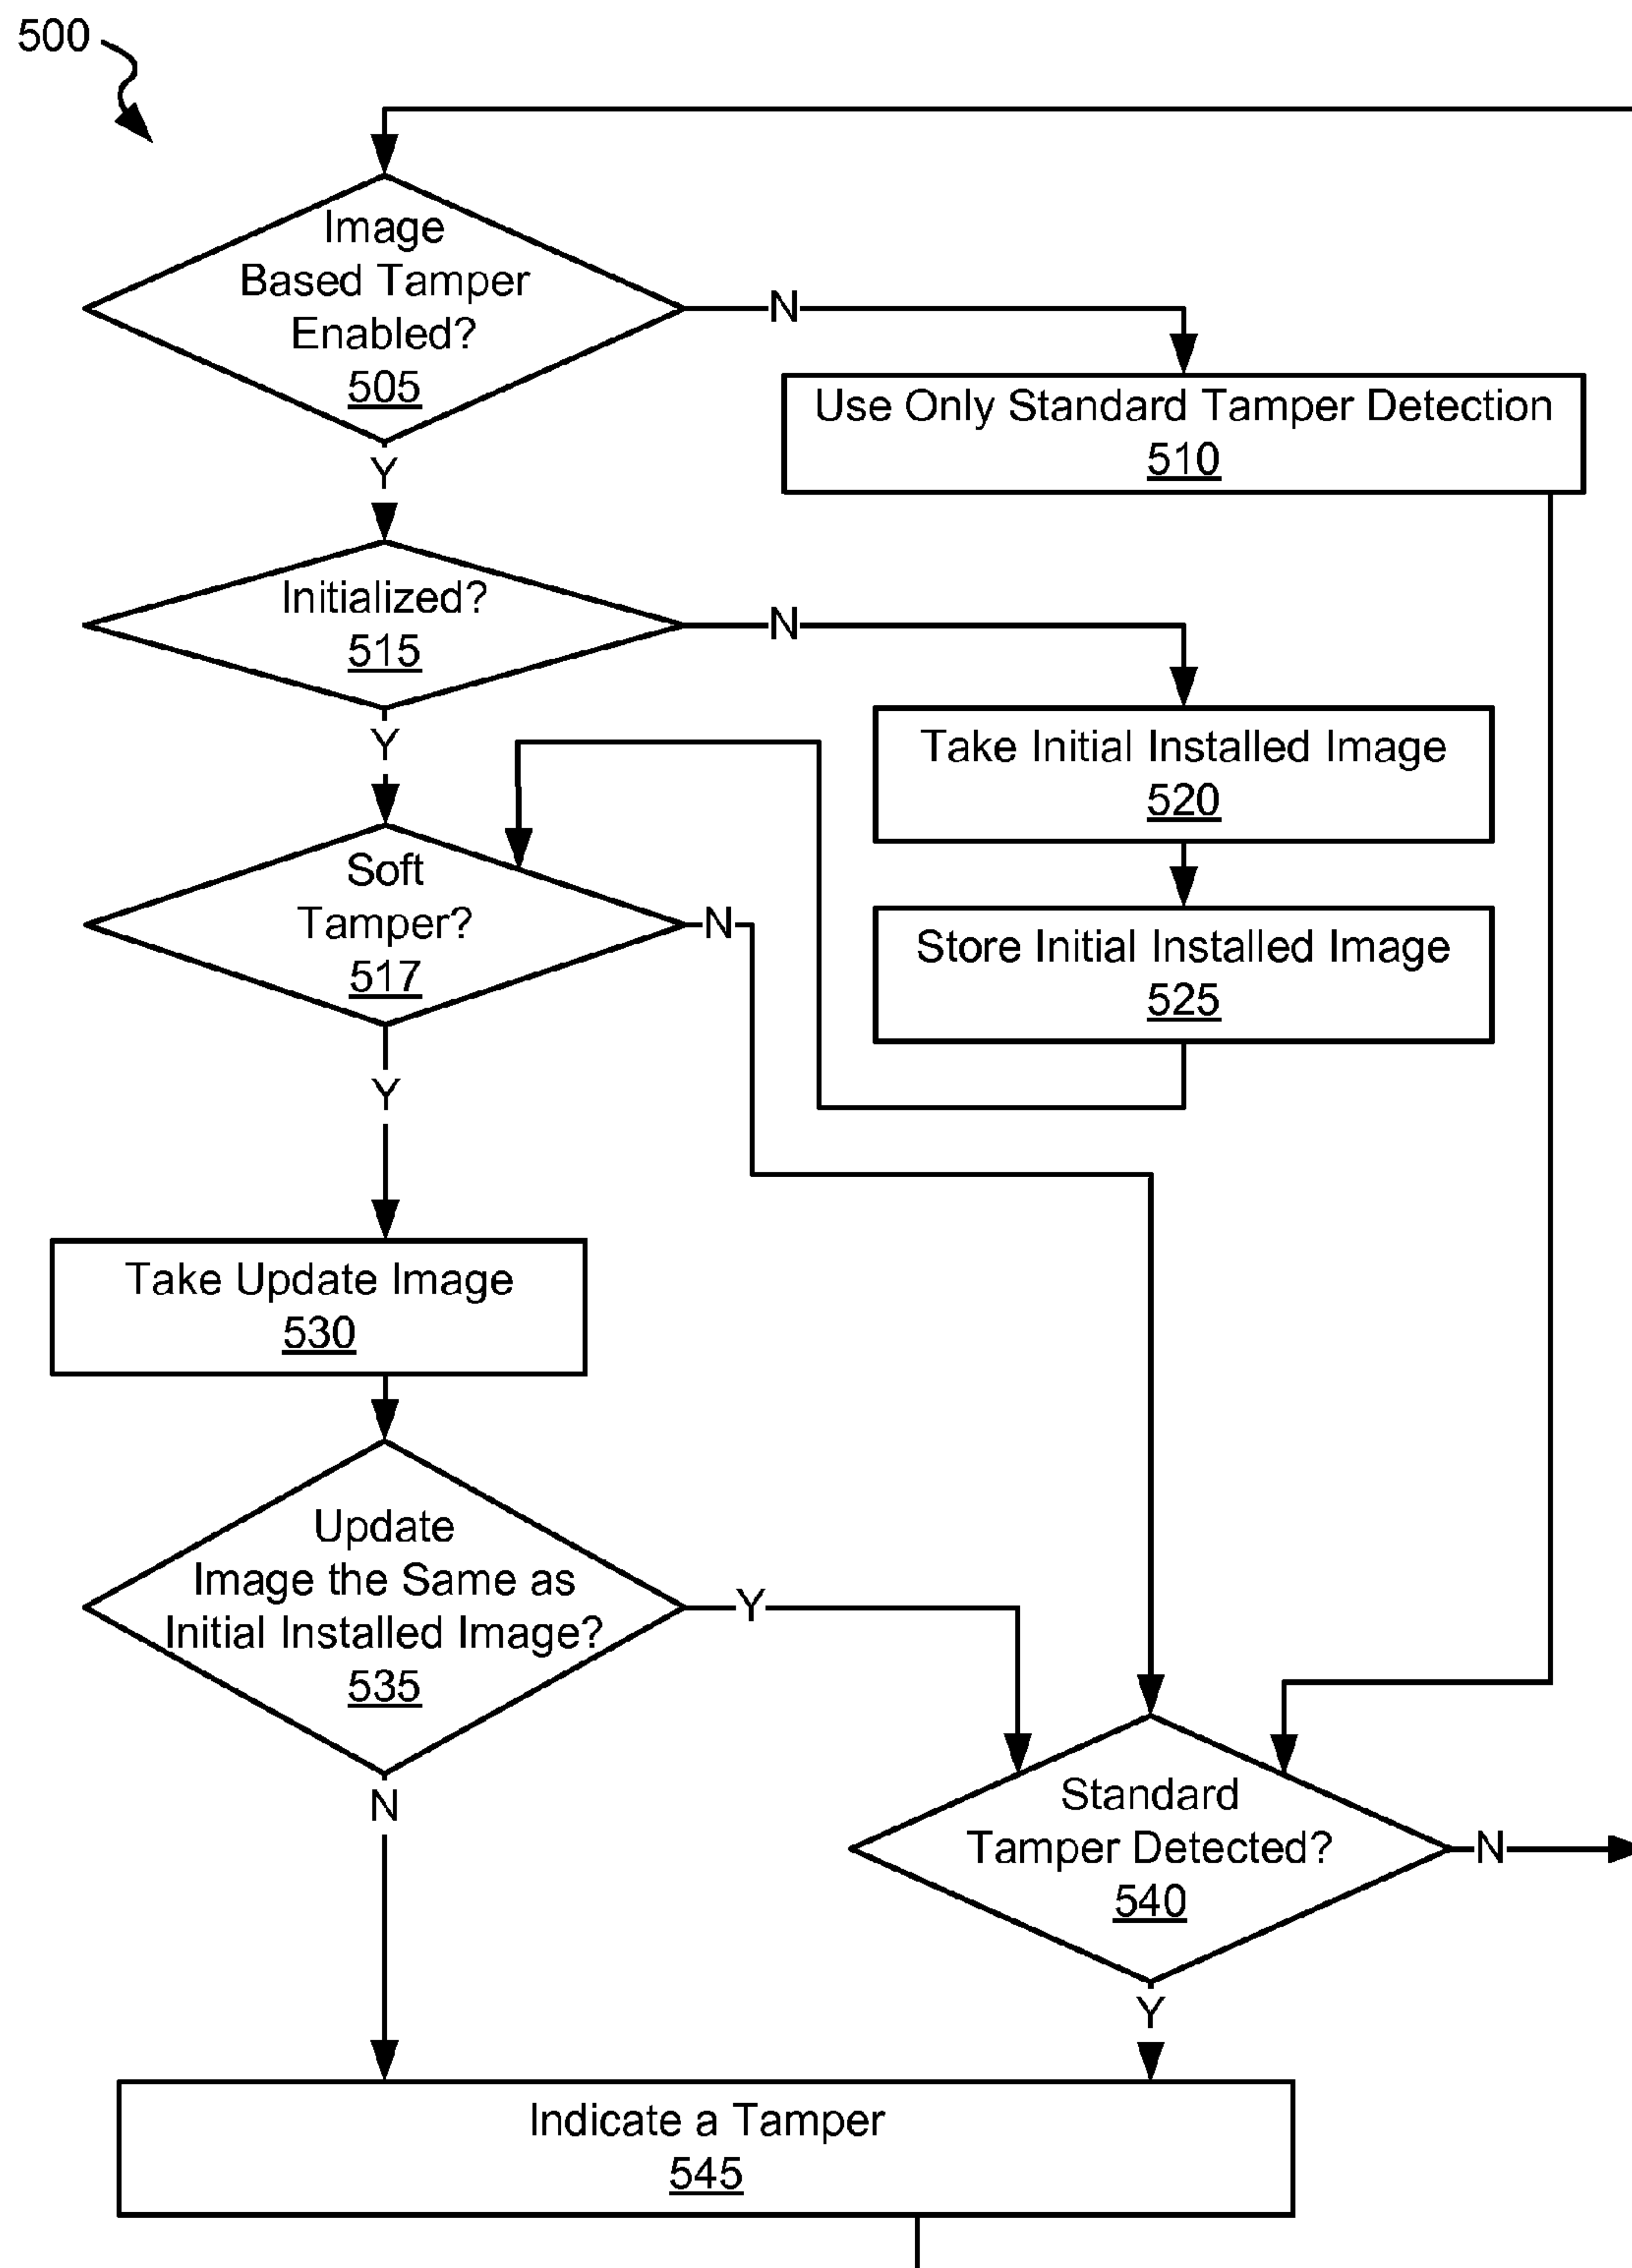 500
Image
Based Tamper
Enabled?
505
N
Use Only Standard Tamper Detection
510
Y
Initialized?
515
N
Y
Take Initial Installed Image
520
Soft
Tamper?
517
N
Store Initial Installed Image
525
Y
Take Update Image
530
Update
Image the Same as
Initial Installed Image?
535
Y
N
Standard
Tamper Detected?
540
N
Y
Indicate a Tamper
545